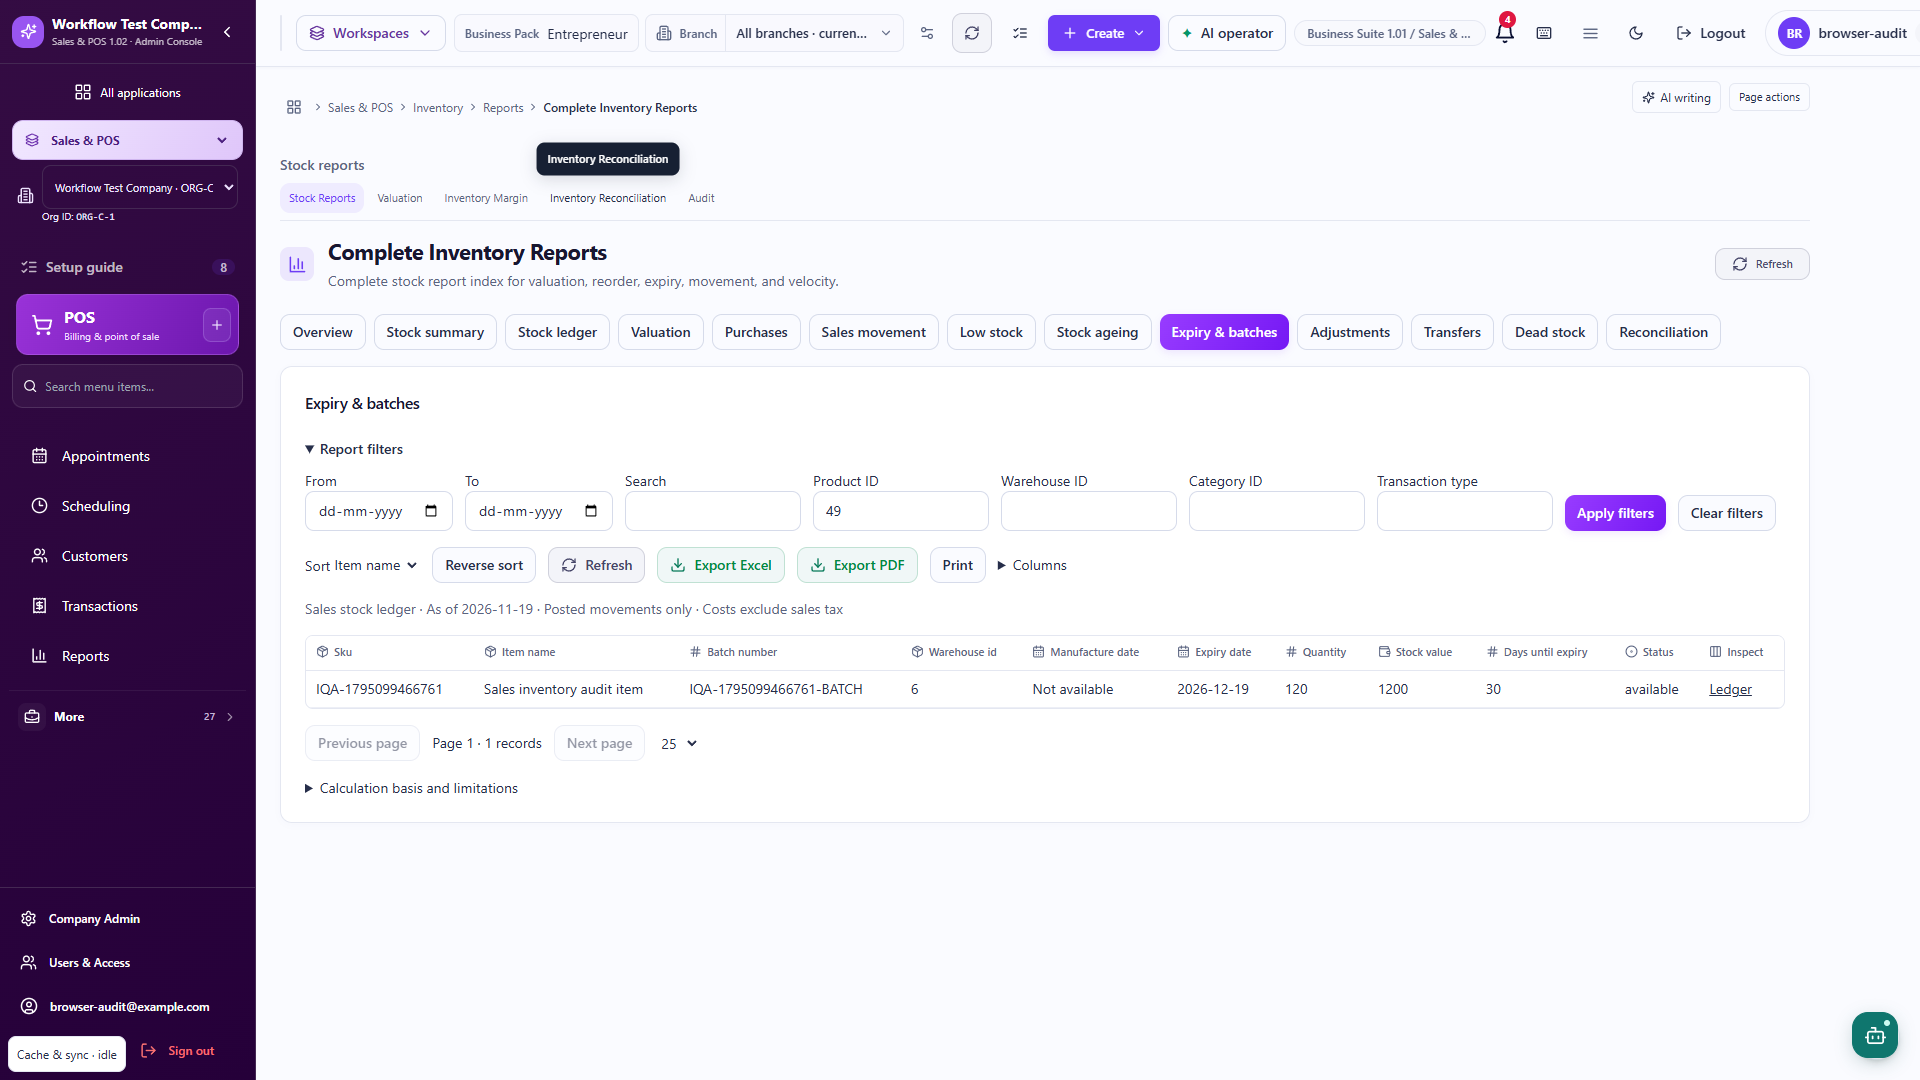 Workflow Test Comp...
Sales & POS 1.02 · Admin Console
All applications
Sales & POS
Workflow Test Company · ORG-C
Org ID: ORG-C-1
Setup guide 8
POS
Billing & point of sale
Search menu items...
Appointments
Scheduling
Customers
Transactions
Reports
More 27
Company Admin
Users & Access
browser-audit@example.com
Cache & sync · idle
Sign out
Workspaces
Business Pack Entrepreneur
Branch All branches · curren...
Create
AI operator
Business Suite 1.01 / Sales & ...
4
Logout
BR browser-audit
Sales & POS > Inventory > Reports > Complete Inventory Reports
AI writing
Page actions
Inventory Reconciliation
Stock reports
Stock Reports Valuation Inventory Margin Inventory Reconciliation Audit
Complete Inventory Reports
Complete stock report index for valuation, reorder, expiry, movement, and velocity.
Refresh
Overview Stock summary Stock ledger Valuation Purchases Sales movement Low stock Stock ageing Expiry & batches Adjustments Transfers Dead stock Reconciliation
Expiry & batches
Report filters
From To Search Product ID Warehouse ID Category ID Transaction type
dd-mm-yyyy dd-mm-yyyy 49
Apply filters Clear filters
Sort Item name Reverse sort Refresh Export Excel Export PDF Print Columns
Sales stock ledger · As of 2026-11-19 · Posted movements only · Costs exclude sales tax
Sku Item name Batch number Warehouse id Manufacture date Expiry date Quantity Stock value Days until expiry Status Inspect
IQA-1795099466761 Sales inventory audit item IQA-1795099466761-BATCH 6 Not available 2026-12-19 120 1200 30 available Ledger
Previous page Page 1 · 1 records Next page 25
Calculation basis and limitations